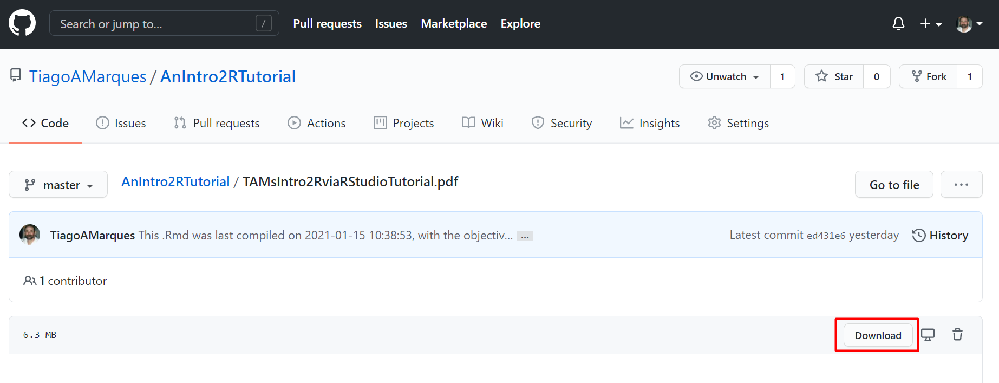 Search or jump to... / Pull requests Issues Marketplace Explore
TiagoAMarques / AnIntro2RTutorial Unwatch 1 Star 0 Fork 1
Code Issues Pull requests Actions Projects Wiki Security Insights Settings
master AnIntro2RTutorial / TAMsIntro2RviaRStudioTutorial.pdf Go to file ...
TiagoAMarques This .Rmd was last compiled on 2021-01-15 10:38:53, with the objectiv... ... Latest commit ed431e6 yesterday History
1 contributor
6.3 MB Download